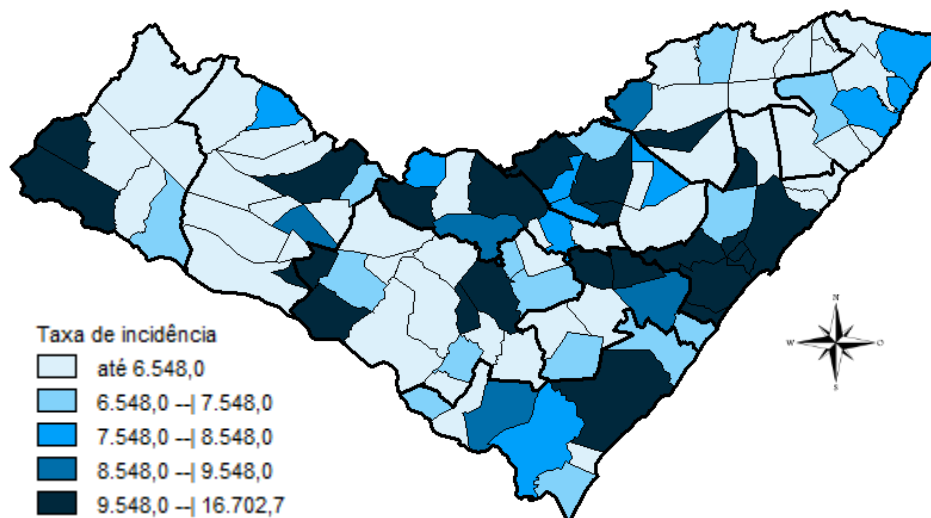 Taxa de incidência
até 6.548,0
6.548,0 --| 7.548,0
7.548,0 --| 8.548,0
8.548,0 --| 9.548,0
9.548,0 --| 16.702,7
N
W O
S